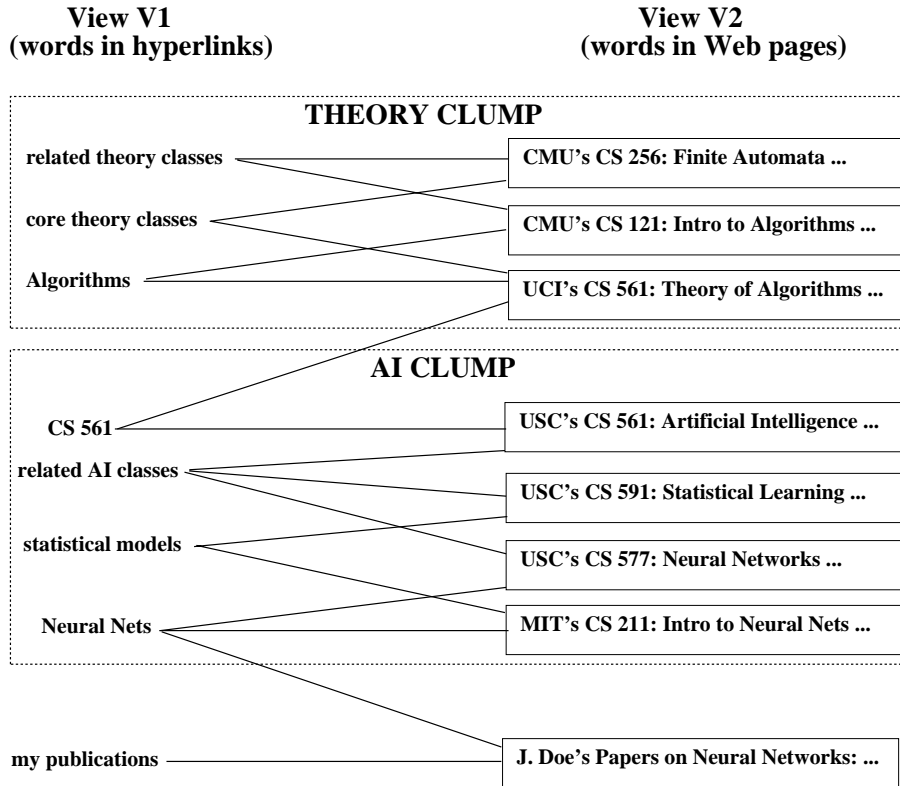 View V1
(words in hyperlinks)
View V2
(words in Web pages)
THEORY CLUMP
related theory classes
CMU's CS 256: Finite Automata ...
core theory classes
CMU's CS 121: Intro to Algorithms ...
Algorithms
UCI's CS 561: Theory of Algorithms ...
AI CLUMP
CS 561
USC's CS 561: Artificial Intelligence ...
related AI classes
USC's CS 591: Statistical Learning ...
statistical models
USC's CS 577: Neural Networks ...
Neural Nets
MIT's CS 211: Intro to Neural Nets ...
my publications
J. Doe's Papers on Neural Networks: ...